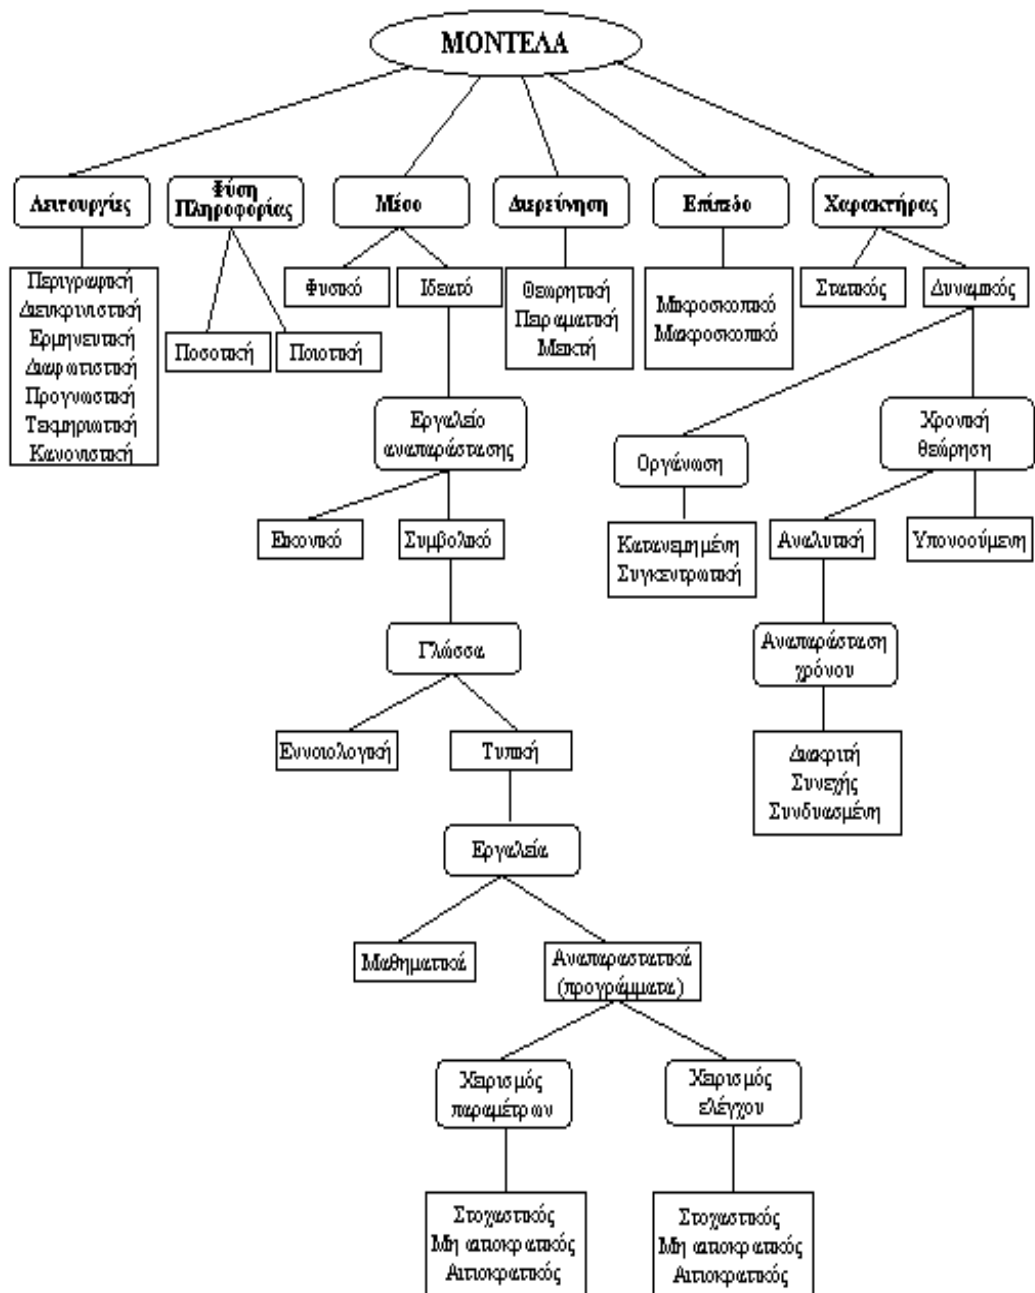 ΜΟΝΤΕΛΑ
Λειτουργίες
Φύση
Πληροφορίας
Μέσο
Διερεύνηση
Επίπεδο
Χαρακτήρας
Περιγραφική
Διευκρινιστική
Ερμηνευτική
Διαφωτιστική
Προγνωστική
Τεκμηριωτική
Κανονιστική
Ποσοτική
Ποιοτική
Φυσικό
Ιδεατό
Θεωρητική
Πειραματική
Μεικτή
Μικροσκοπικό
Μακροσκοπικό
Στατικός
Δυναμικός
Εργαλείο
αναπαράστασης
Οργάνωση
Χρονική
θεώρηση
Εικονικό
Συμβολικό
Κατανεμημένη
Συγκεντρωτική
Αναλυτική
Υπονοούμενη
Γλώσσα
Αναπαράσταση
χρόνου
Εννοιολογική
Τυπική
Διακριτή
Συνεχής
Συνδυασμένη
Εργαλεία
Μαθηματικά
Αναπαραστατικά
(προγράμματα)
Χειρισμός
παραμέτρων
Χειρισμός
ελέγχου
Στοχαστικός
Μη αιτιοκρατικός
Αιτιοκρατικός
Στοχαστικός
Μη αιτιοκρατικός
Αιτιοκρατικός